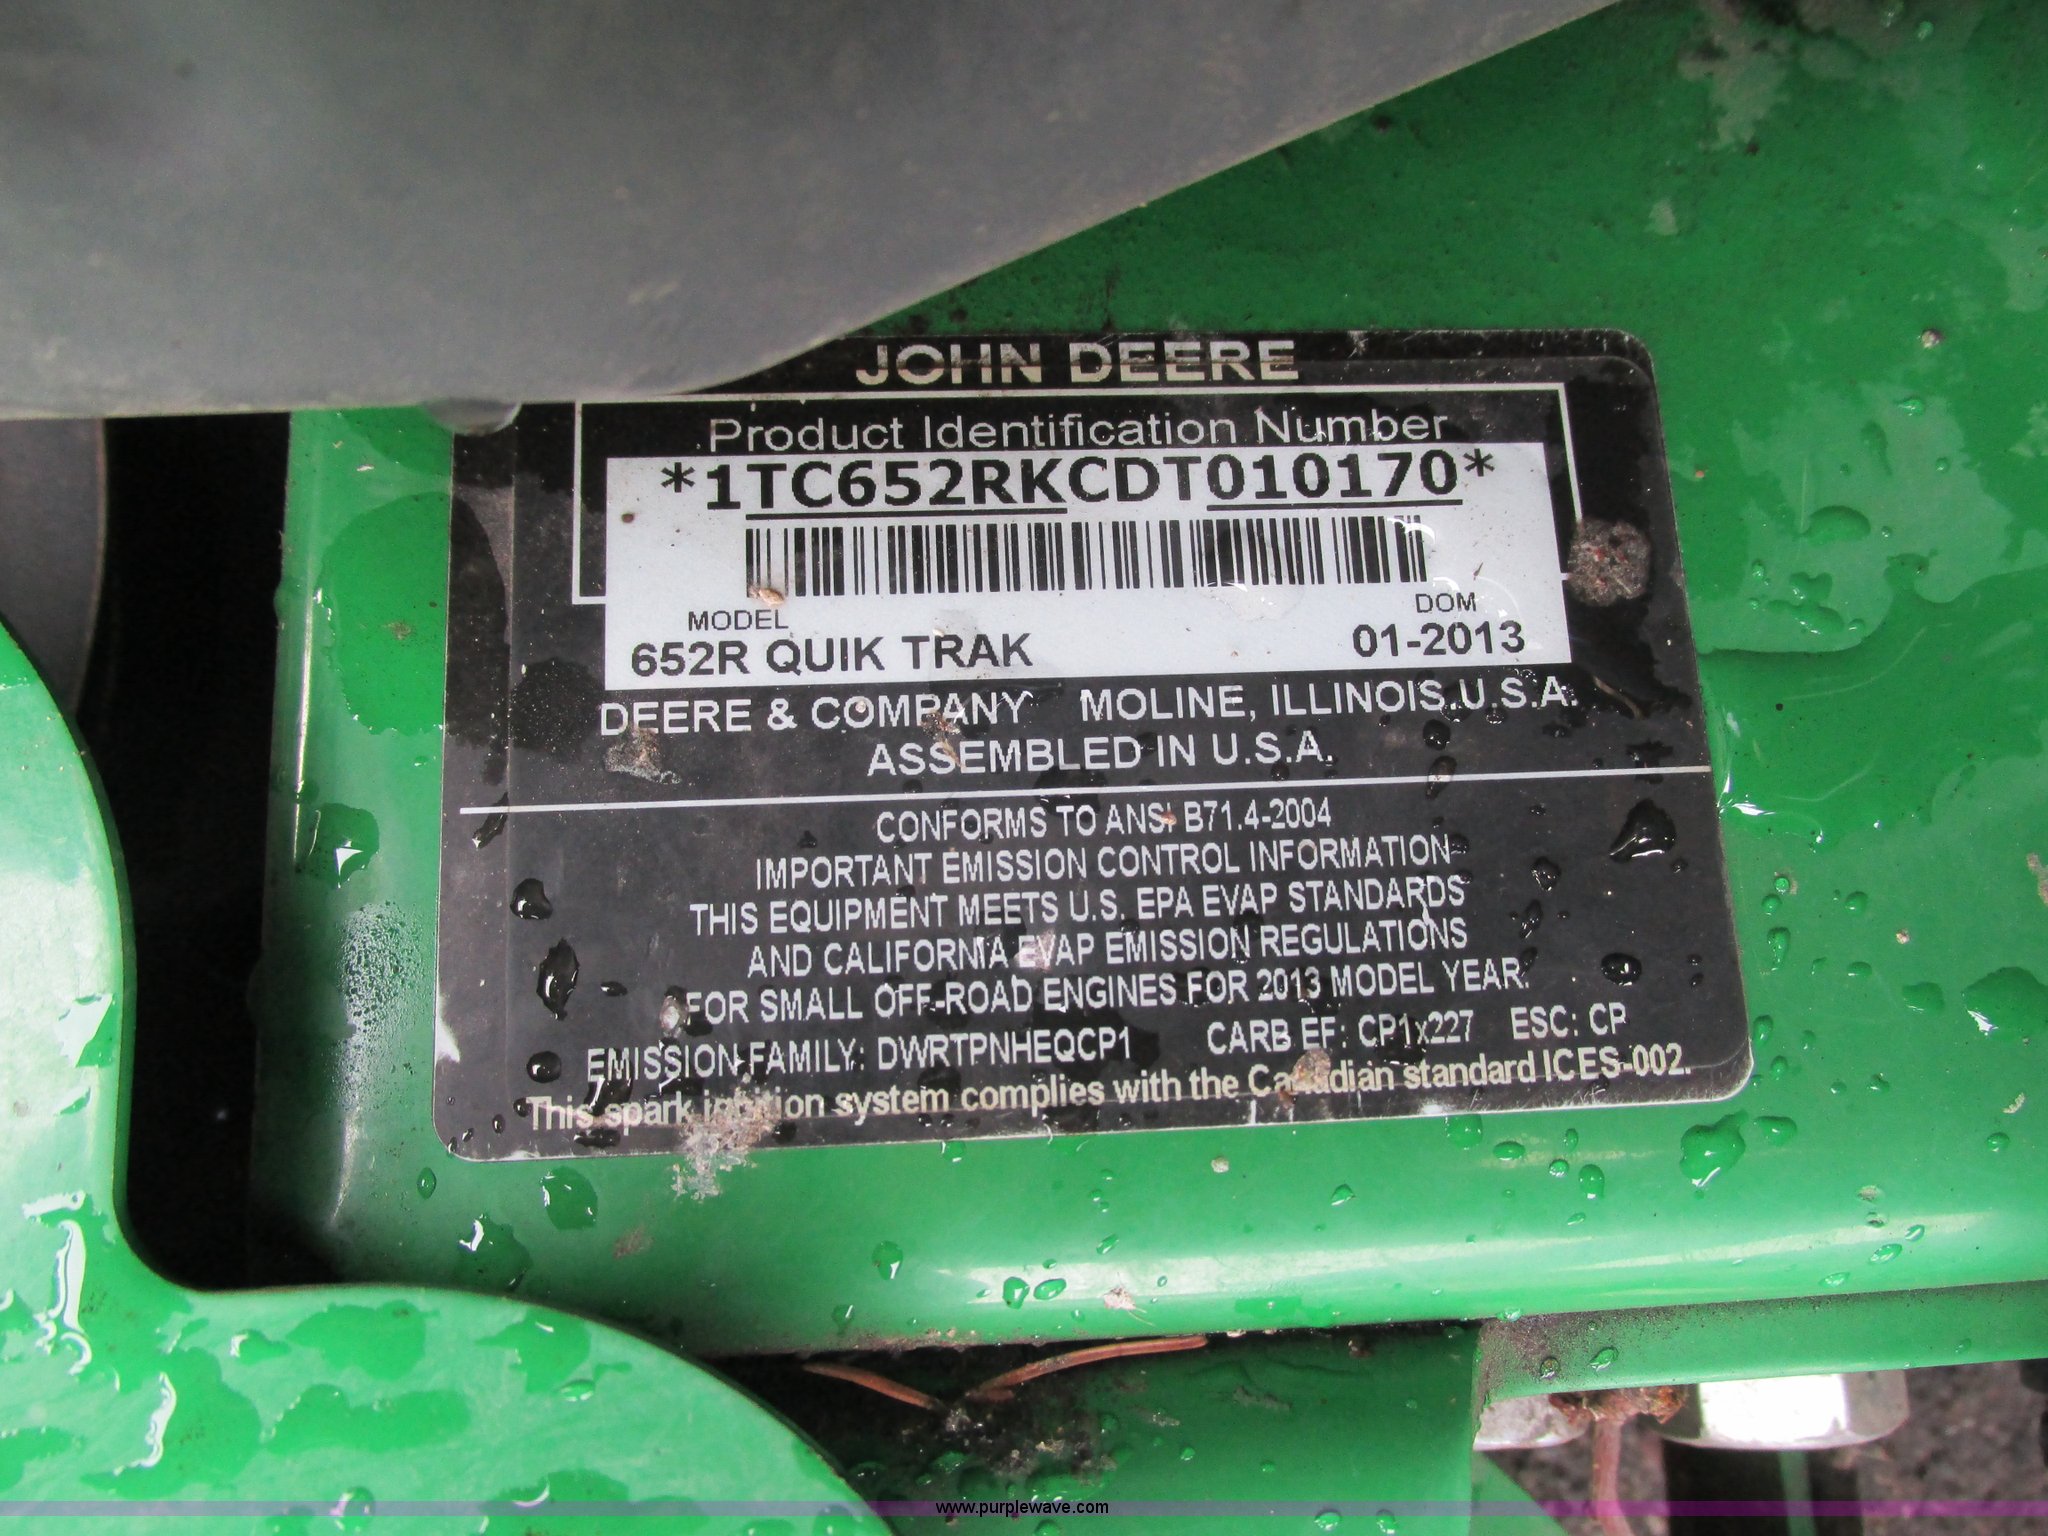 JOHN DEERE
Product Identification Number
*1TC652RKCDT010170*
MODEL DOM
652R QUIK TRAK 01-2013
DEERE & COMPANY MOLINE, ILLINOIS.U.S.A.
ASSEMBLED IN U.S.A.
CONFORMS TO ANSI B71.4-2004
IMPORTANT EMISSION CONTROL INFORMATION
THIS EQUIPMENT MEETS U.S. EPA EVAP STANDARDS
AND CALIFORNIA EVAP EMISSION REGULATIONS
FOR SMALL OFF-ROAD ENGINES FOR 2013 MODEL YEAR.
EMISSION FAMILY: DWRTPNHEQCP1 CARB EF: CP1x227 ESC: CP
This spark ignition system complies with the Canadian standard ICES-002.
www.purplewave.com